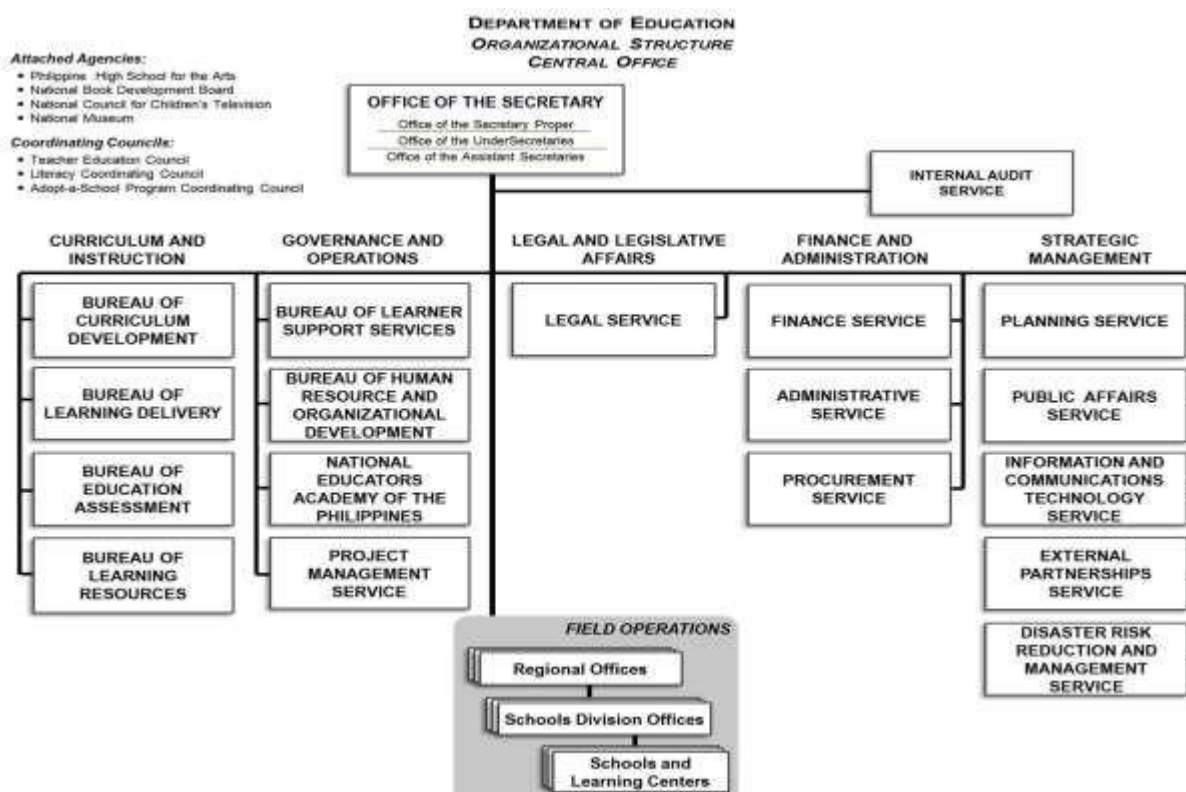 DEPARTMENT OF EDUCATION
ORGANIZATIONAL STRUCTURE
CENTRAL OFFICE
Attached Agencies:
• Philippine High School for the Arts
• National Book Development Board
• National Council for Children's Television
• National Museum
Coordinating Councils:
• Teacher Education Council
• Literacy Coordinating Council
• Adopt-a-School Program Coordinating Council
OFFICE OF THE SECRETARY
Office of the Secretary Proper
Office of the UnderSecretaries
Office of the Assistant Secretaries
INTERNAL AUDIT
SERVICE
CURRICULUM AND
INSTRUCTION
BUREAU OF
CURRICULUM
DEVELOPMENT
BUREAU OF
LEARNING DELIVERY
BUREAU OF
EDUCATION
ASSESSMENT
BUREAU OF
LEARNING
RESOURCES
GOVERNANCE AND
OPERATIONS
BUREAU OF LEARNER
SUPPORT SERVICES
BUREAU OF HUMAN
RESOURCE AND
ORGANIZATIONAL
DEVELOPMENT
NATIONAL
EDUCATORS
ACADEMY OF THE
PHILIPPINES
PROJECT
MANAGEMENT
SERVICE
LEGAL AND LEGISLATIVE
AFFAIRS
LEGAL SERVICE
FINANCE AND
ADMINISTRATION
FINANCE SERVICE
ADMINISTRATIVE
SERVICE
PROCUREMENT
SERVICE
STRATEGIC
MANAGEMENT
PLANNING SERVICE
PUBLIC AFFAIRS
SERVICE
INFORMATION AND
COMMUNICATIONS
TECHNOLOGY
SERVICE
EXTERNAL
PARTNERSHIPS
SERVICE
DISASTER RISK
REDUCTION AND
MANAGEMENT
SERVICE
FIELD OPERATIONS
Regional Offices
Schools Division Offices
Schools and
Learning Centers